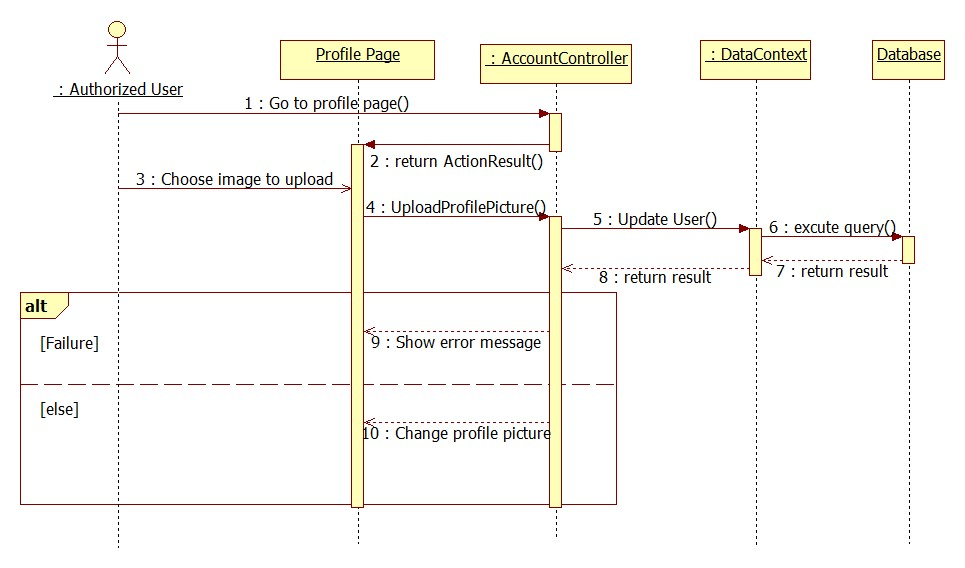 Profile Page
: AccountController
: DataContext
Database
: Authorized User
1 : Go to profile page()
2 : return ActionResult()
3 : Choose image to upload
4 : UploadProfilePicture()
5 : Update User()
6 : excute query()
7 : return result
8 : return result
alt
[Failure]
9 : Show error message
[else]
10 : Change profile picture